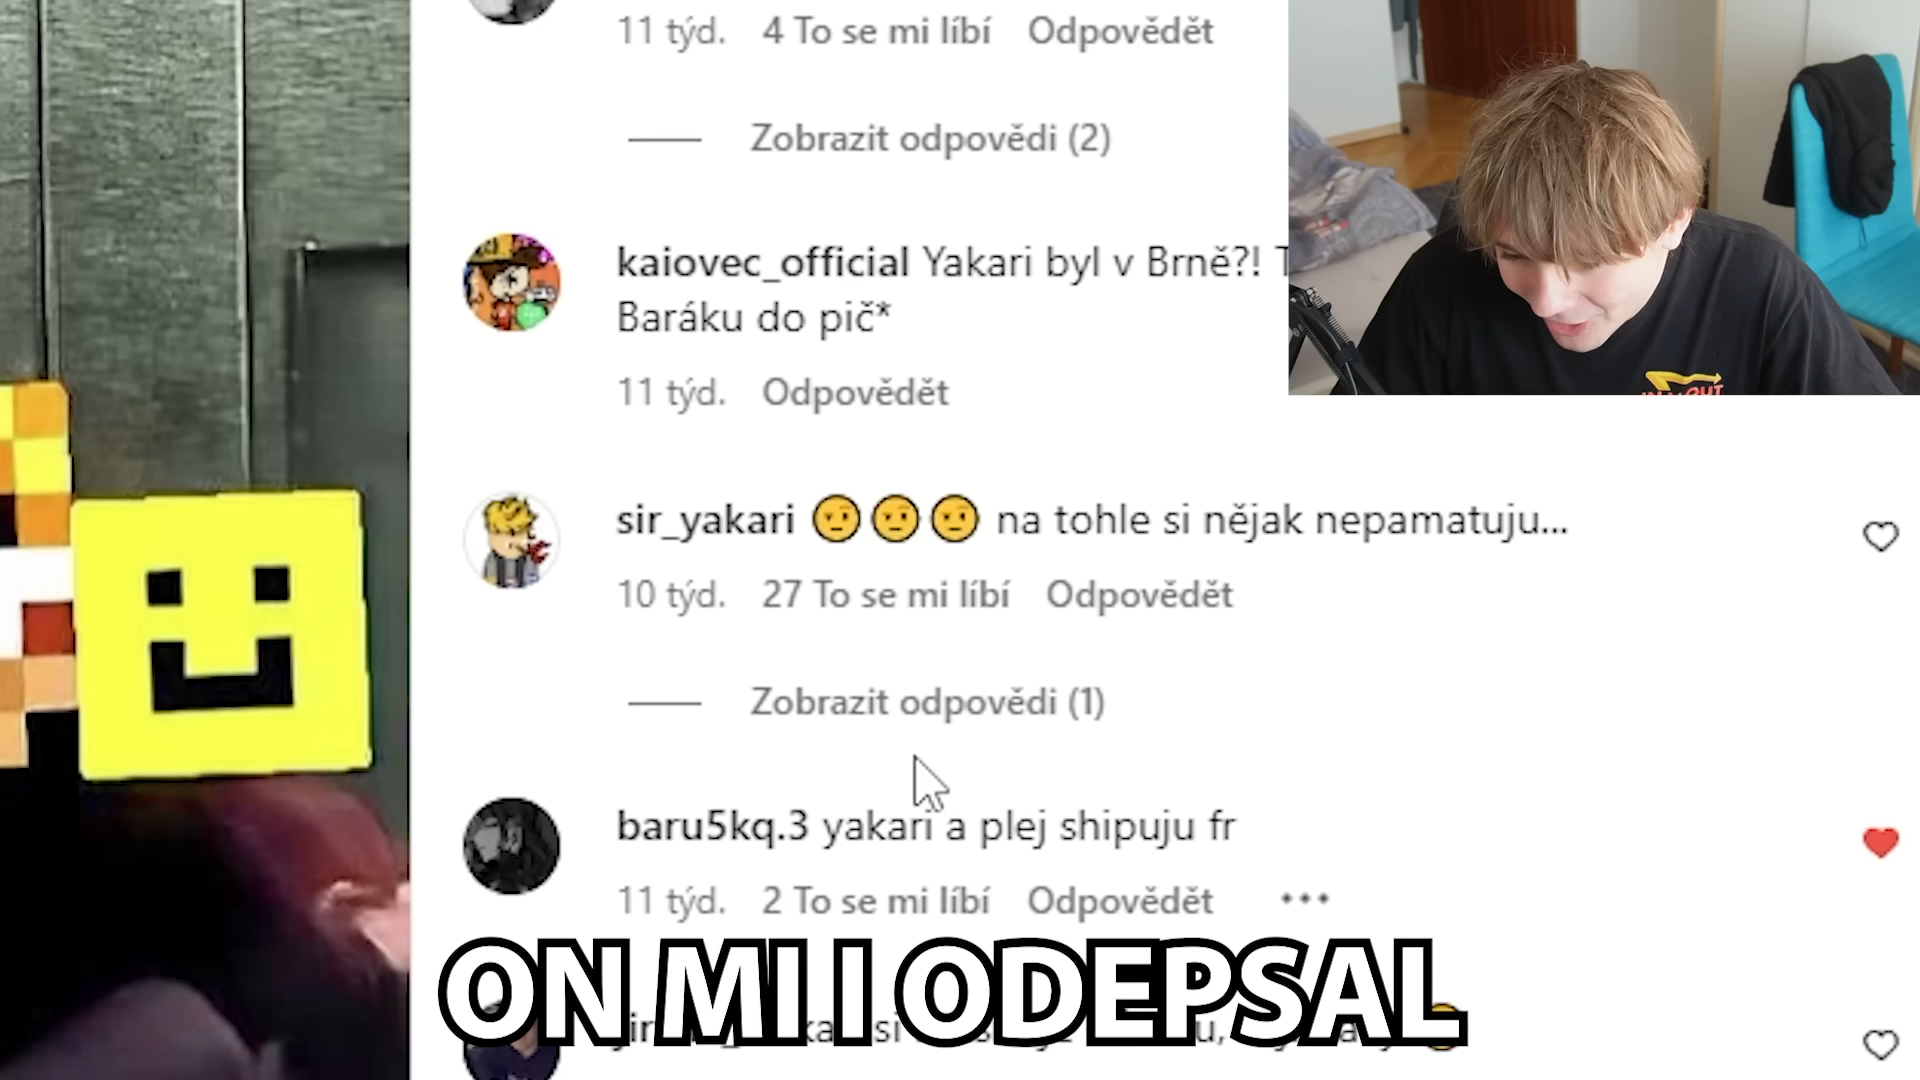 11 týd. 4 To se mi líbí Odpovědět
Zobrazit odpovědi (2)
kaiovec_official Yakari byl v Brně?! T
Baráku do pič*
11 týd. Odpovědět
sir_yakari 🤨🤨🤨 na tohle si nějak nepamatuju...
10 týd. 27 To se mi líbí Odpovědět
Zobrazit odpovědi (1)
baru5kq.3 yakari a plej shipuju fr
11 týd. 2 To se mi líbí Odpovědět •••
ON MI I ODEPSAL